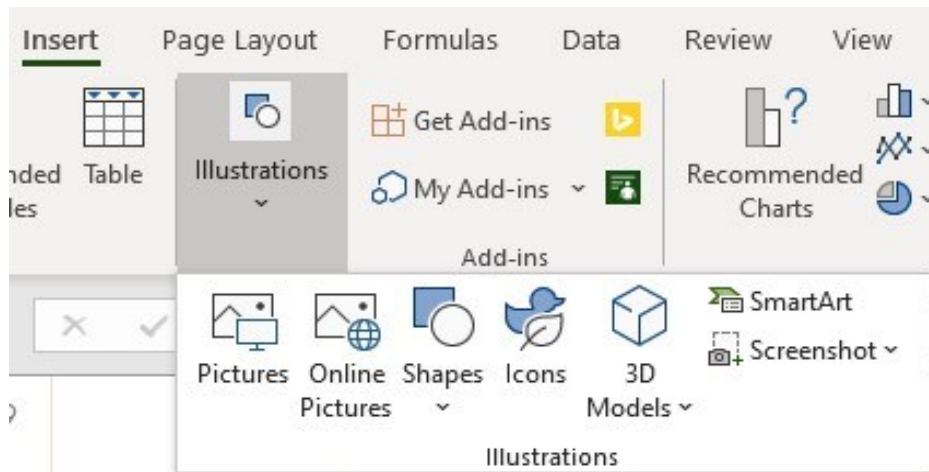 Insert Page Layout Formulas Data Review View
Table
Illustrations
Get Add-ins
My Add-ins
Add-ins
Recommended
Charts
Pictures
Online
Pictures
Shapes
Icons
3D
Models
SmartArt
Screenshot
Illustrations